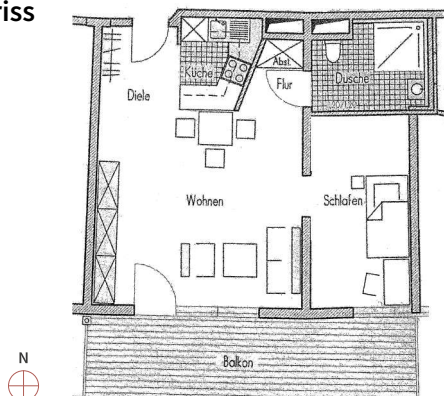 riss
Küche
Abst.
Dusche
Diele
Flur
Wohnen
Schlafen
Balkon
N